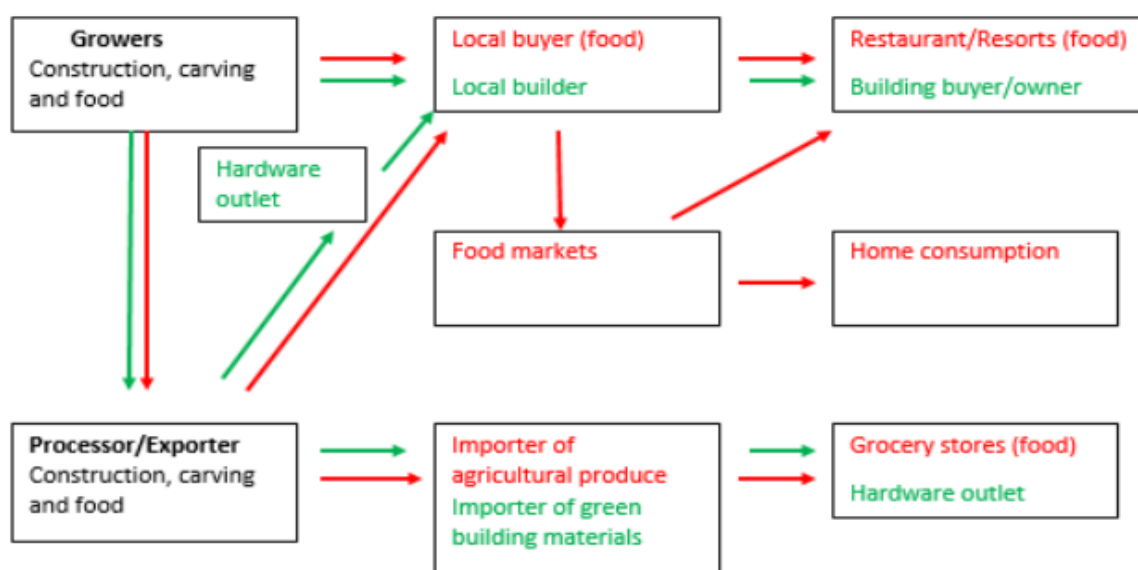 Growers
Construction, carving
and food
Local buyer (food)
Local builder
Restaurant/Resorts (food)
Building buyer/owner
Hardware
outlet
Food markets
Home consumption
Processor/Exporter
Construction, carving
and food
Importer of
agricultural produce
Importer of green
building materials
Grocery stores (food)
Hardware outlet